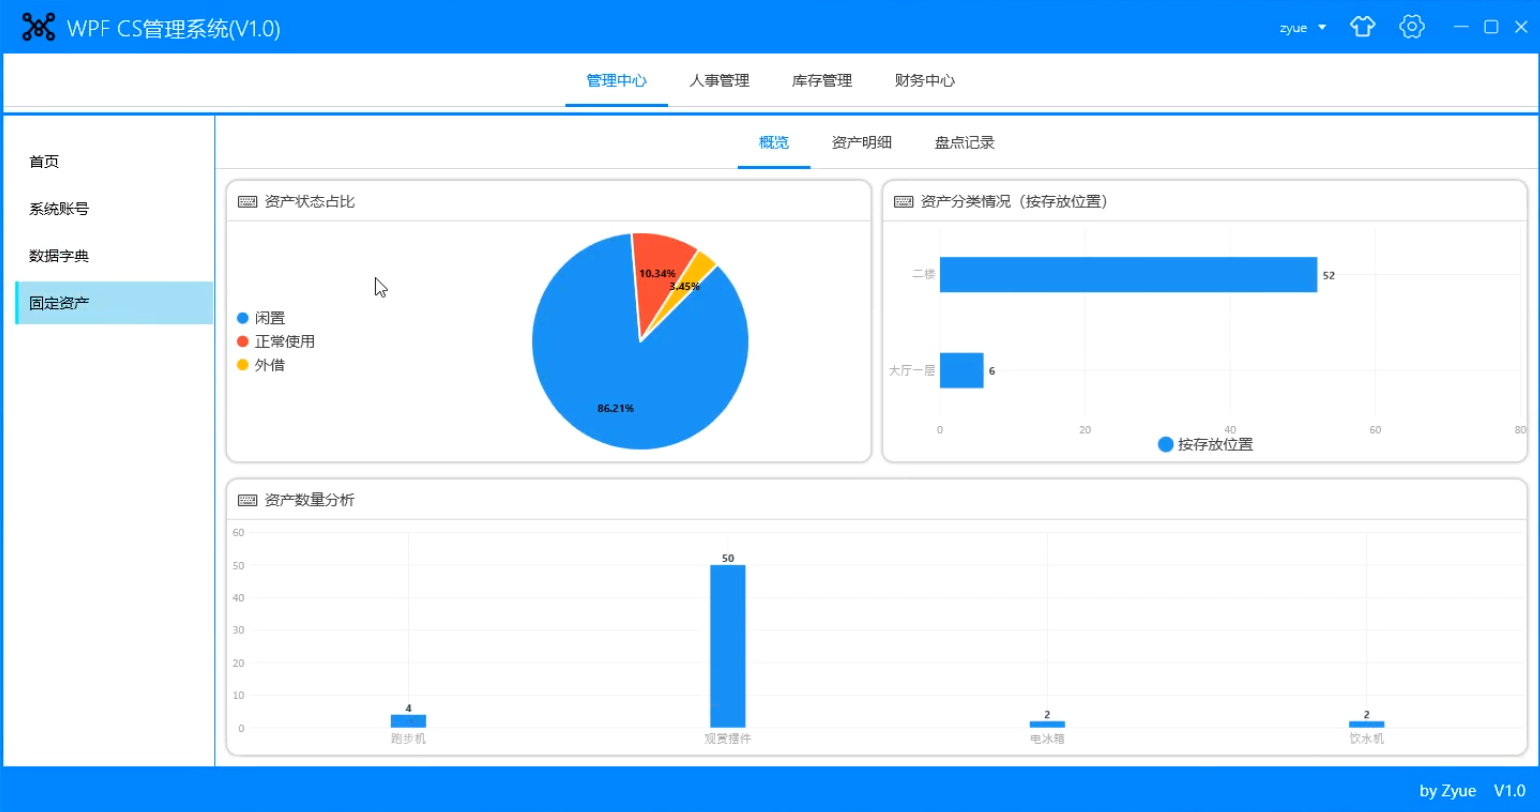 WPF CS管理系统(V1.0)
zyue
管理中心 人事管理 库存管理 财务中心
首页
系统账号
数据字典
固定资产
概览 资产明细 盘点记录
资产状态占比
闲置
正常使用
外借
10.34%
3.45%
86.21%
资产分类情况（按存放位置）
二楼
52
大厅一层
6
0 20 40 60 80
按存放位置
资产数量分析
60
50
40
30
20
10
0
4
50
2
2
跑步机 观赏摆件 电冰箱 饮水机
by Zyue V1.0